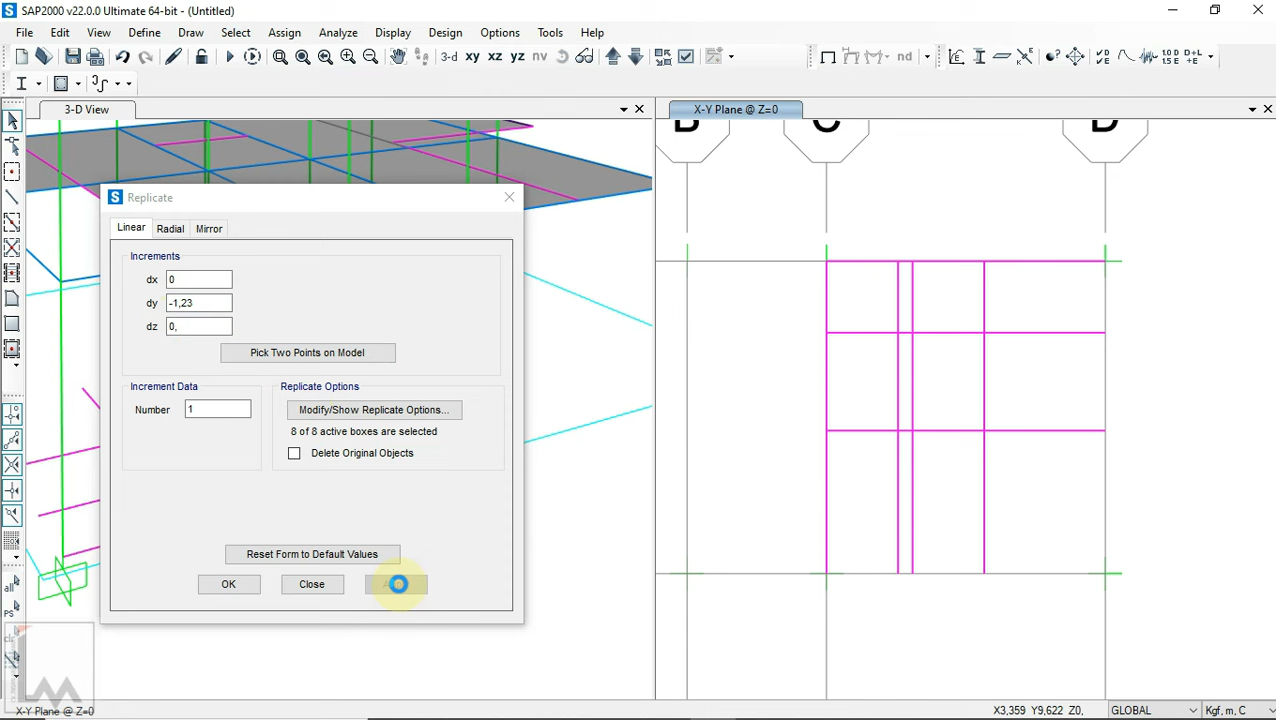 SAP2000 v22.0.0 Ultimate 64-bit - (Untitled)
File Edit View Define Draw Select Assign Analyze Display Design Options Tools Help
3-d xy xz yz nv nd
3-D View
X-Y Plane @ Z=0
B C D
Replicate
Linear Radial Mirror
Increments
dx 0
dy -1,23
dz 0,
Pick Two Points on Model
Increment Data
Number 1
Replicate Options
Modify/Show Replicate Options...
8 of 8 active boxes are selected
Delete Original Objects
Reset Form to Default Values
OK Close
all
PS
X-Y Plane @ Z=0
X3,359 Y9,622 Z0,
GLOBAL
Kgf, m, C